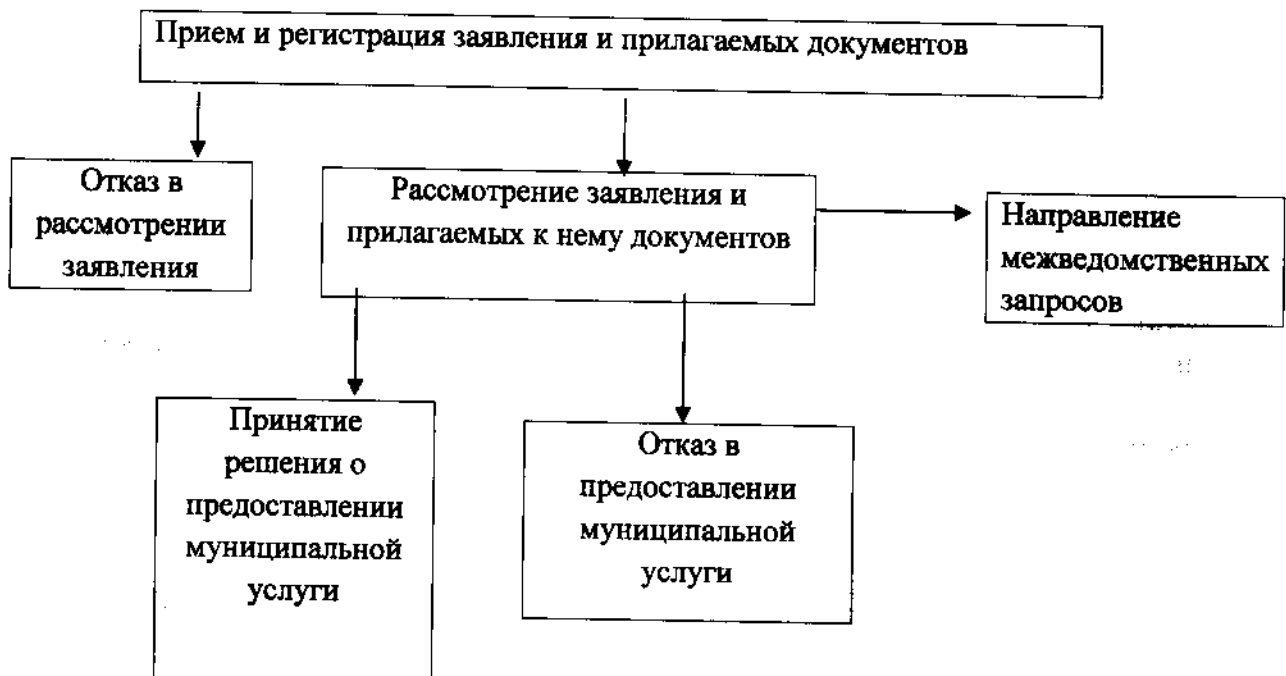 Прием и регистрация заявления и прилагаемых документов
Отказ в
рассмотрении
заявления
Рассмотрение заявления и
прилагаемых к нему документов
Направление
межведомственных
запросов
Принятие
решения о
предоставлении
муниципальной
услуги
Отказ в
предоставлении
муниципальной
услуги